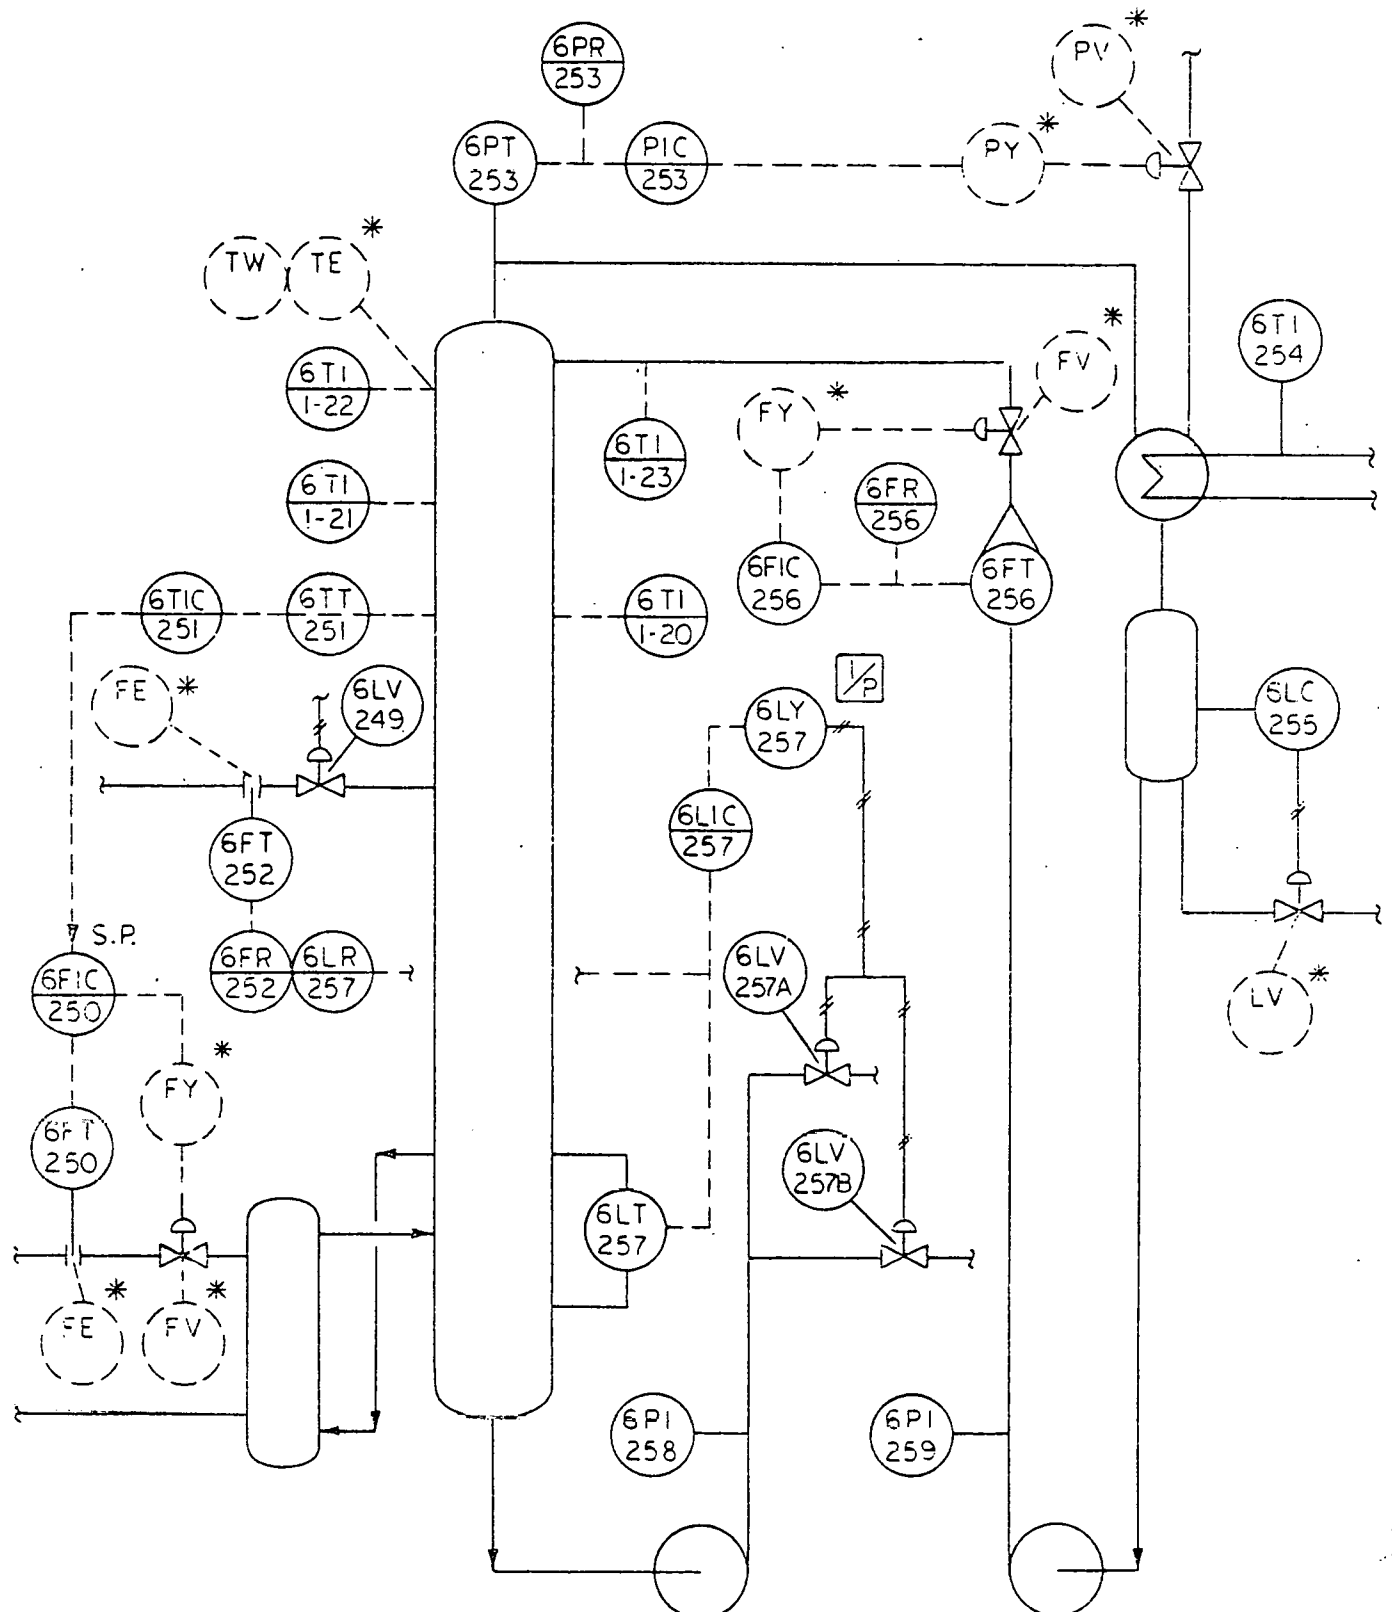 6PR
253
PV *
6PT
253
PIC
253
PY *
TW
TE *
6TI
254
6TI
1-22
FV *
FY *
6TI
1-23
6TI
1-21
6FR
256
6FIC
256
6FT
256
6TIC
251
6TT
251
6TI
1-20
FE *
6LV
249
6LY
257
I/P
6LC
255
6LIC
257
6FT
252
S.P.
6FIC
250
6FR
252
6LR
257
6LV
257A
LV *
FY *
6FT
250
6LV
257B
6LT
257
FE *
FV *
6PI
258
6PI
259